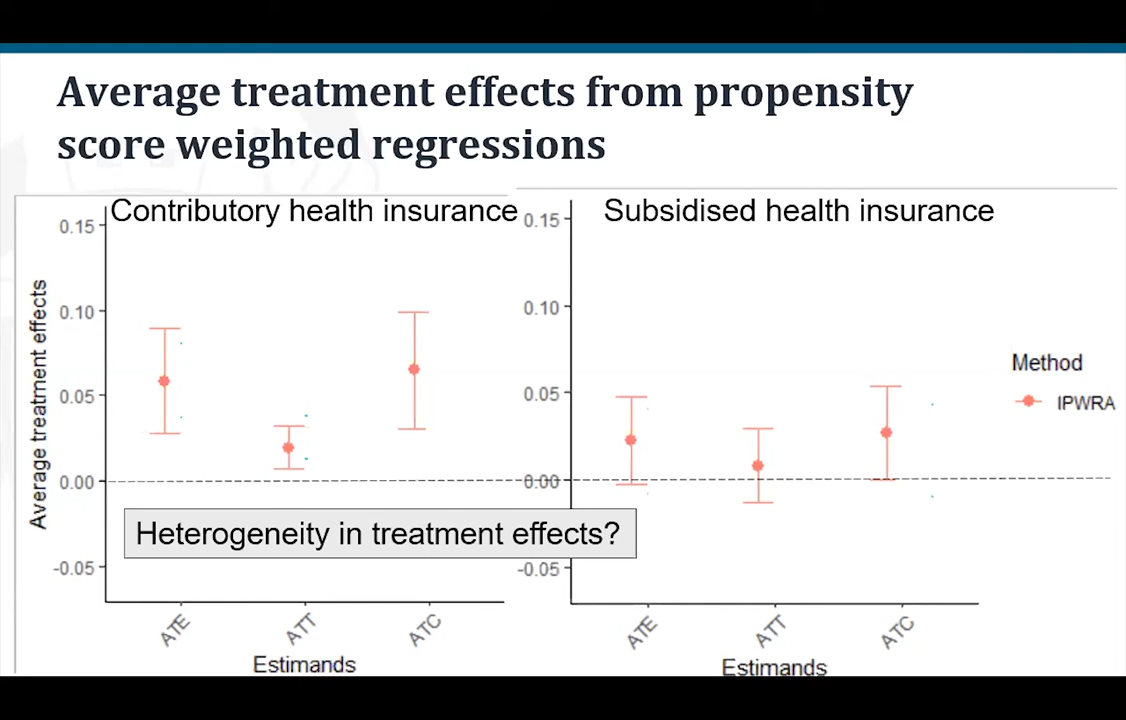 Average treatment effects from propensity
score weighted regressions
Contributory health insurance
Average treatment effects
0.15
0.10
0.05
0.00
-0.05
ATE
ATT
ATC
Estimands
Subsidised health insurance
0.15
0.10
0.05
0.00
-0.05
ATE
ATT
ATC
Estimands
Method
IPWRA
Heterogeneity in treatment effects?